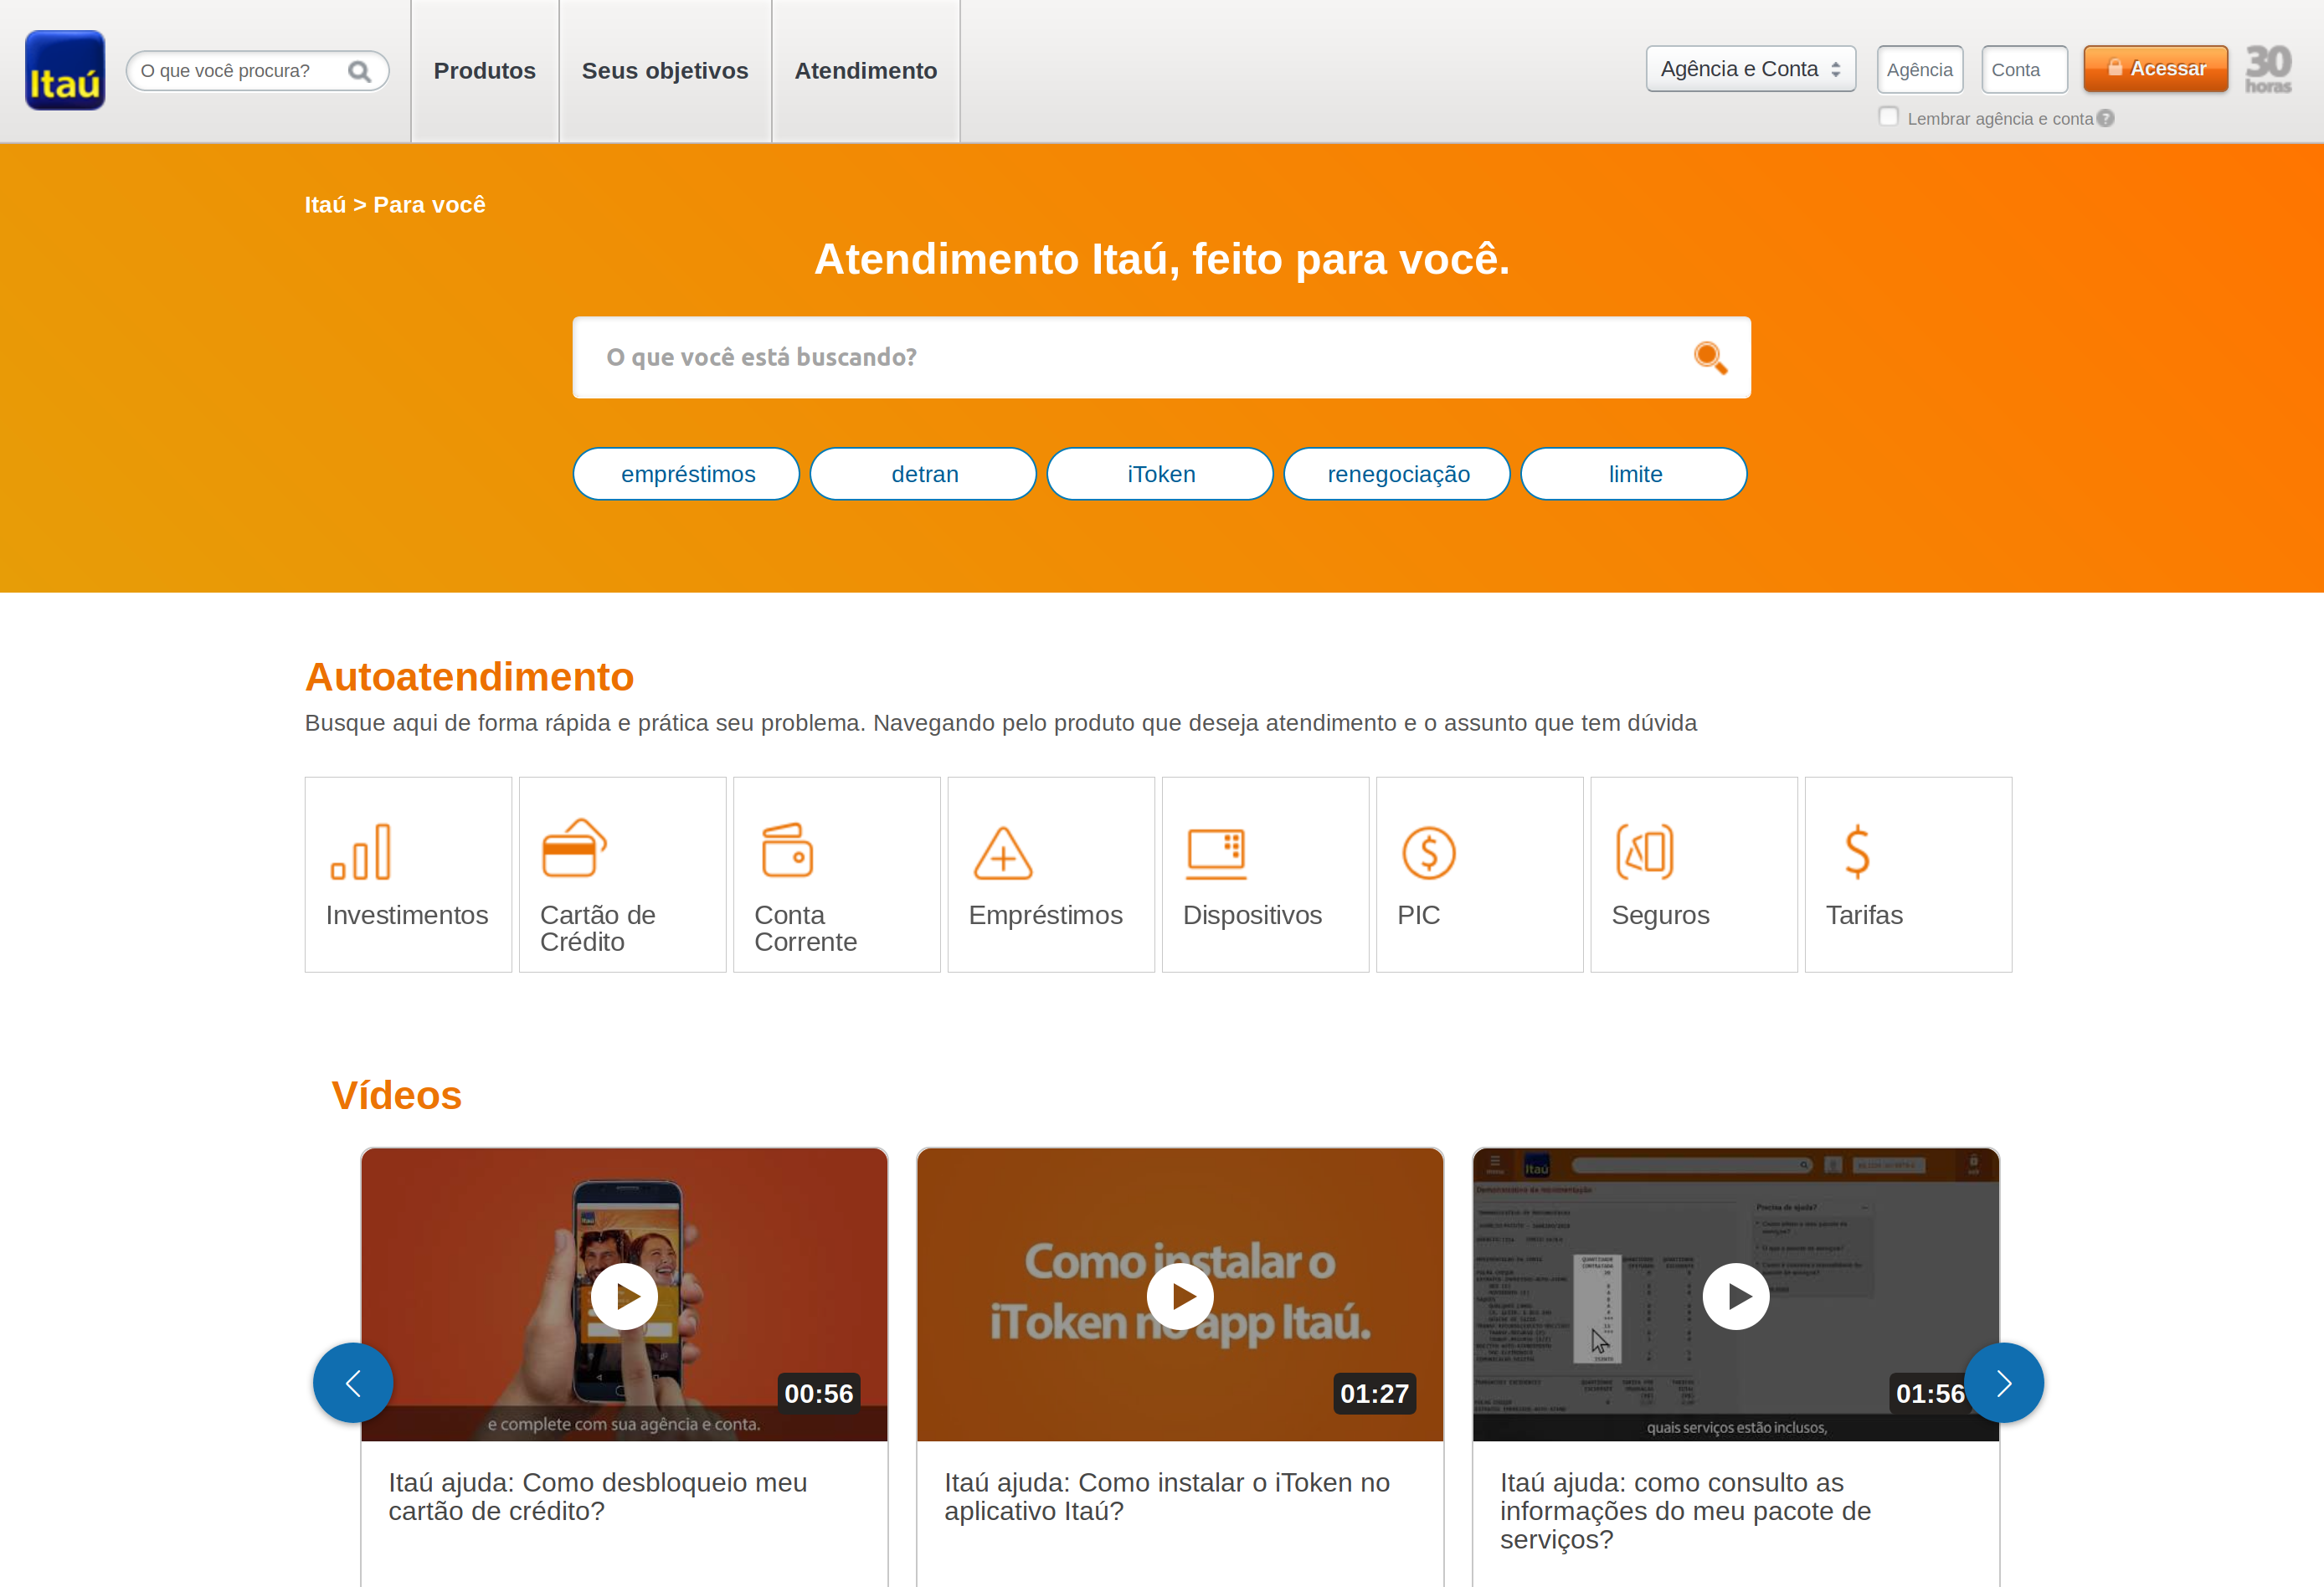 Itaú
O que você procura?
Produtos
Seus objetivos
Atendimento
Agência e Conta
Agência
Conta
Acessar
30
horas
Lembrar agência e conta
?
Itaú > Para você
Atendimento Itaú, feito para você.
O que você está buscando?
empréstimos
detran
iToken
renegociação
limite
Autoatendimento
Busque aqui de forma rápida e prática seu problema. Navegando pelo produto que deseja atendimento e o assunto que tem dúvida
Investimentos
Cartão de
Crédito
Conta
Corrente
Empréstimos
Dispositivos
PIC
Seguros
Tarifas
Vídeos
Itaú
00:56
e complete com sua agência e conta.
Como instalar o
iToken no app Itaú.
01:27
Itaú
Precisa de ajuda?
01:56
quais serviços estão inclusos,
Itaú ajuda: Como desbloqueio meu
cartão de crédito?
Itaú ajuda: Como instalar o iToken no
aplicativo Itaú?
Itaú ajuda: como consulto as
informações do meu pacote de
serviços?